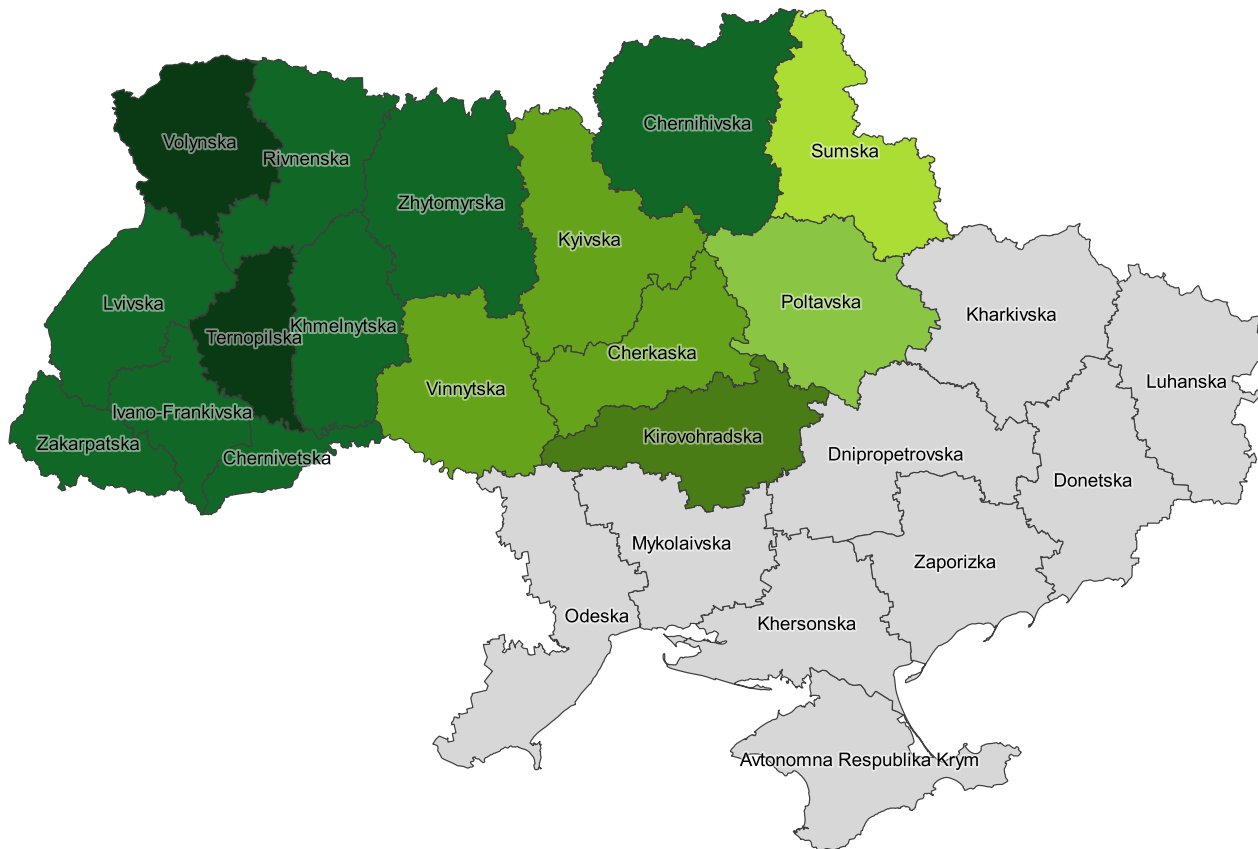 Chernihivska
Volynska
Sumska
Rivnenska
Zhytomyrska
Kyivska
Lvivska
Poltavska
Kharkivska
Khmelnytska
Ternopilska
Cherkaska
Luhanska
Vinnytska
Ivano-Frankivska
Kirovohradska
Zakarpatska
Chernivetska
Dnipropetrovska
Donetska
Mykolaivska
Zaporizka
Odeska
Khersonska
Avtonomna Respublika Krym